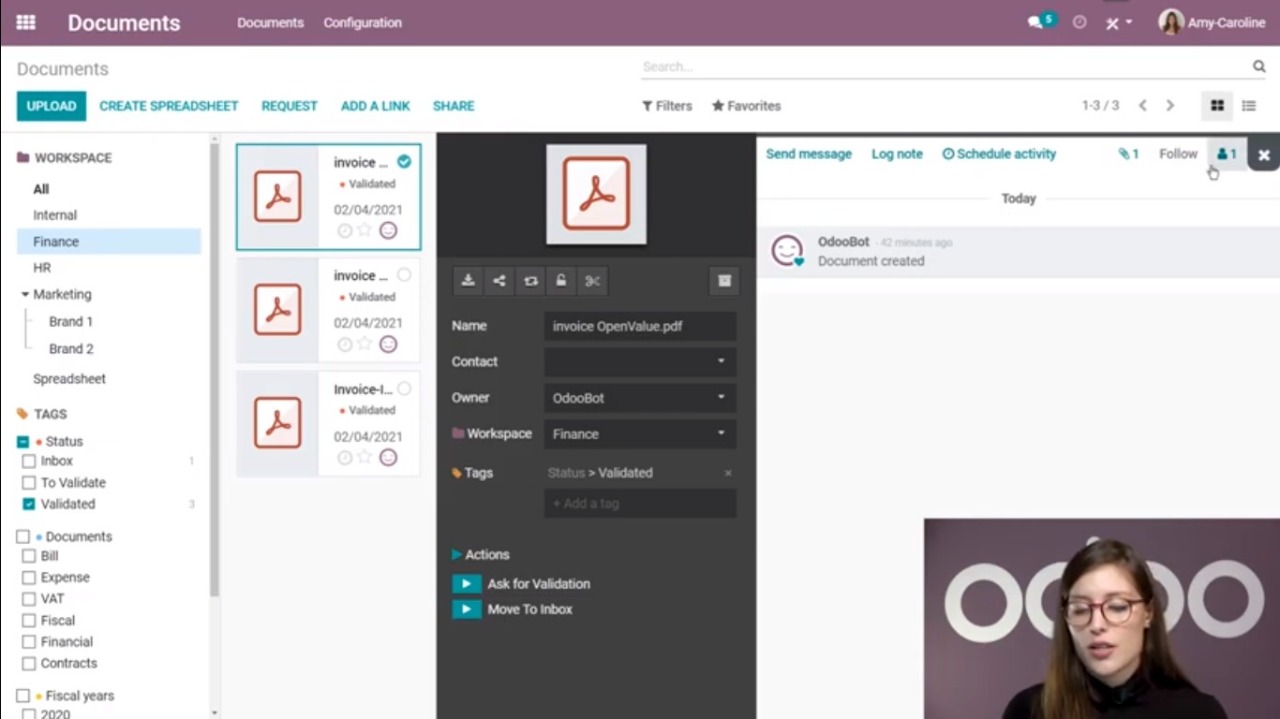 Documents Documents Configuration 5 Amy-Caroline
Documents
Search...
UPLOAD CREATE SPREADSHEET REQUEST ADD A LINK SHARE
Filters Favorites 1-3 / 3
WORKSPACE
All
Internal
Finance
HR
Marketing
Brand 1
Brand 2
Spreadsheet
TAGS
Status
Inbox 1
To Validate
Validated 3
Documents
Bill
Expense
VAT
Fiscal
Financial
Contracts
Fiscal years
2020
invoice ...
Validated
02/04/2021
invoice ...
Validated
02/04/2021
Invoice-I...
Validated
02/04/2021
Name invoice OpenValue.pdf
Contact
Owner OdooBot
Workspace Finance
Tags Status > Validated ×
+ Add a tag
Actions
Ask for Validation
Move To Inbox
Send message Log note Schedule activity 1 Follow 1
Today
OdooBot - 42 minutes ago
Document created
odoo